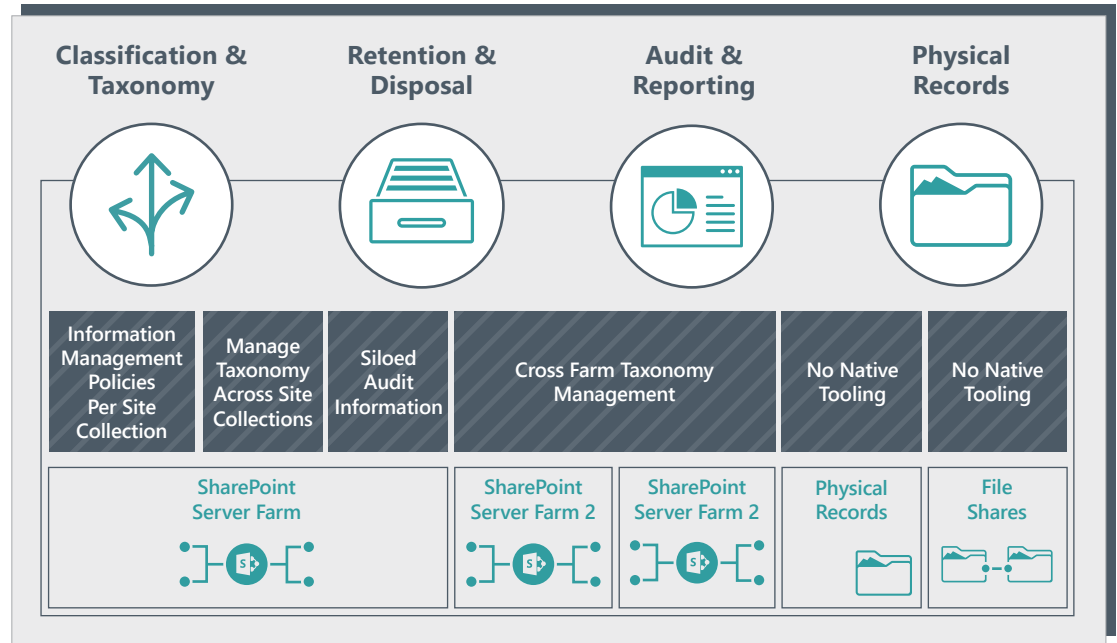 Classification &
Taxonomy
Retention &
Disposal
Audit &
Reporting
Physical
Records
Information
Management
Policies
Per Site
Collection
Manage
Taxonomy
Across Site
Collections
Siloed
Audit
Information
Cross Farm Taxonomy
Management
No Native
Tooling
No Native
Tooling
SharePoint
Server Farm
S
SharePoint
Server Farm 2
S
SharePoint
Server Farm 2
S
Physical
Records
File
Shares